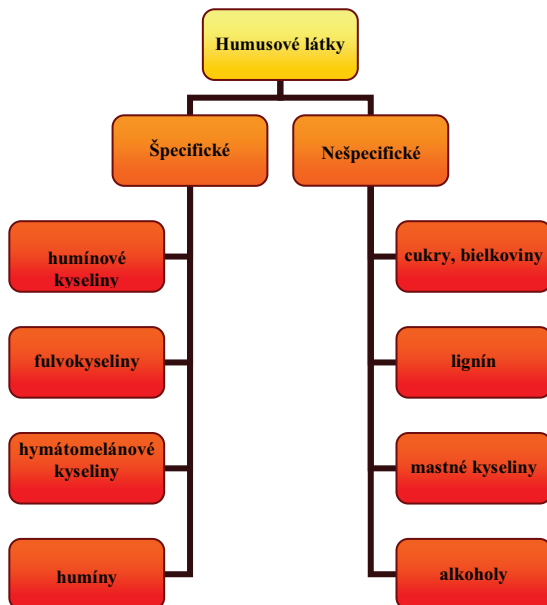 Humusové látky
Špecifické
Nešpecifické
humínové
kyseliny
cukry, bielkoviny
fulvokyseliny
lignín
hymátomelánové
kyseliny
mastné kyseliny
humíny
alkoholy